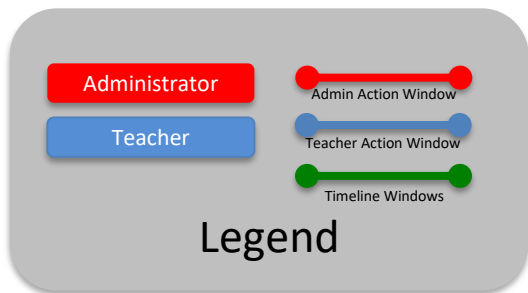 Administrator
Admin Action Window
Teacher
Teacher Action Window
Timeline Windows
Legend